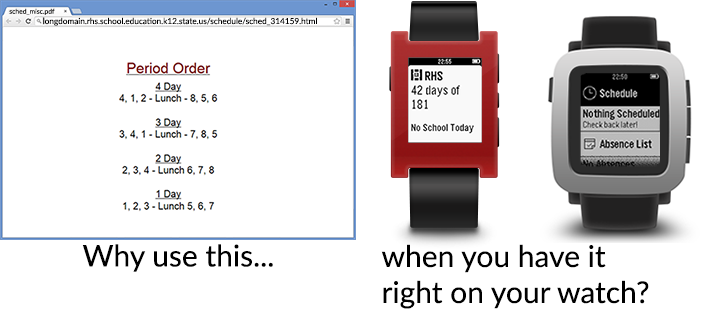 sched_misc.pdf
longdomain.rhs.school.education.k12.state.us/schedule/sched_314159.html
Period Order
4 Day
4, 1, 2 - Lunch - 8, 5, 6
3 Day
3, 4, 1 - Lunch - 7, 8, 5
2 Day
2, 3, 4 - Lunch 6, 7, 8
1 Day
1, 2, 3 - Lunch 5, 6, 7
Why use this...
22:55
RHS
42 days of
181
No School Today
22:50
Schedule
Nothing Scheduled
Check back later!
Absence List
No Absences
when you have it
right on your watch?